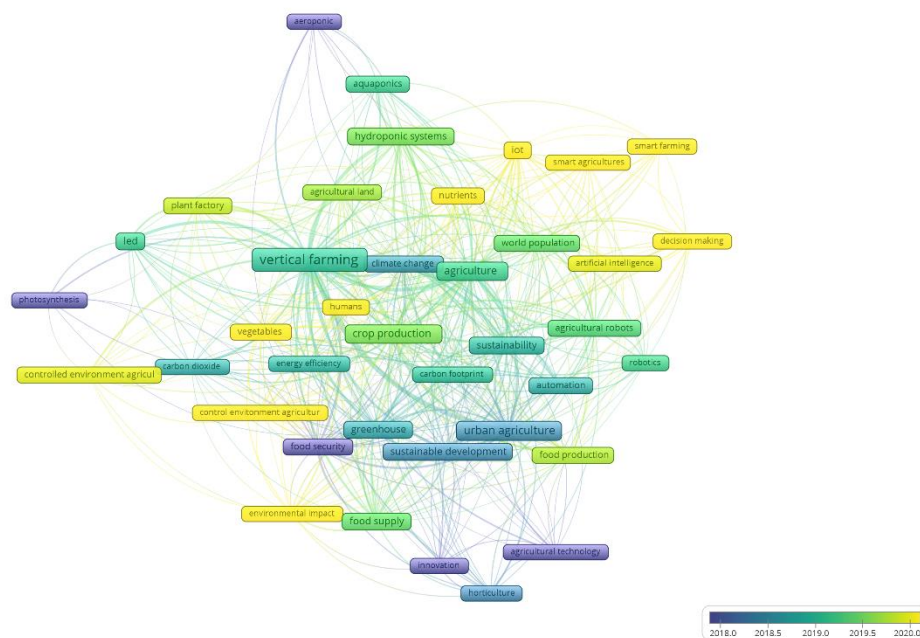 aeroponic
aquaponics
hydroponic systems
iot
smart farming
smart agricultures
agricultural land
nutrients
plant factory
led
world population
decision making
vertical farming
climate change
agriculture
artificial intelligence
photosynthesis
humans
vegetables
crop production
agricultural robots
sustainability
carbon dioxide
energy efficiency
robotics
controlled environment agricul
carbon footprint
automation
control envitonment agricultur
greenhouse
urban agriculture
food security
sustainable development
food production
environmental impact
food supply
innovation
agricultural technology
horticulture
2018.0 2018.5 2019.0 2019.5 2020.0